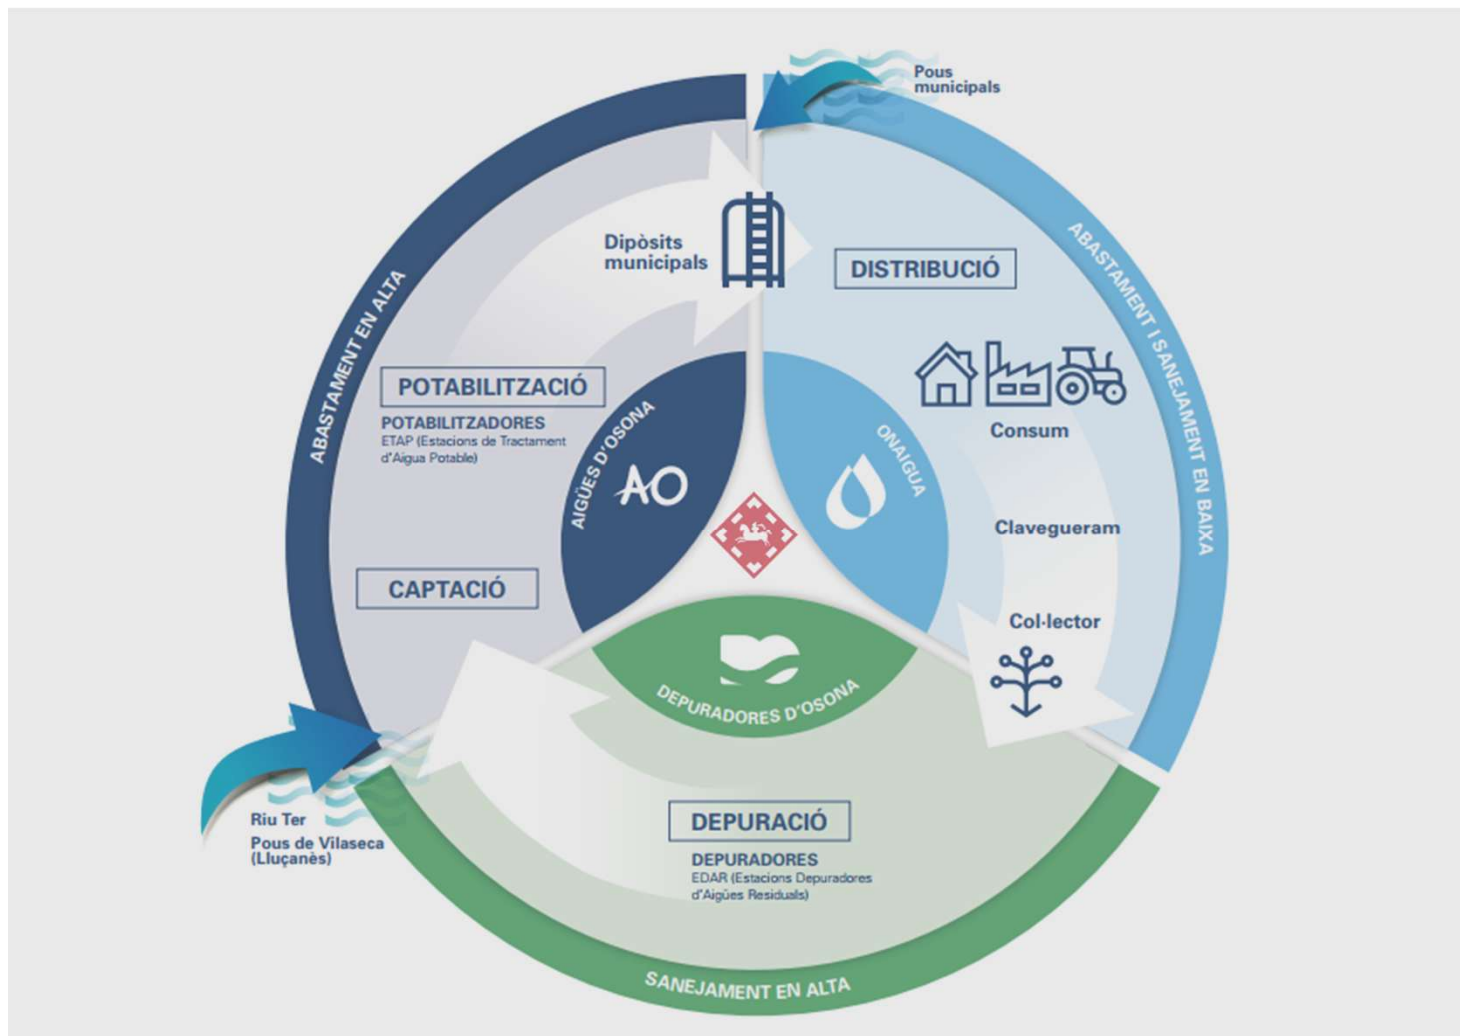 Pous
municipals
Dipòsits
municipals
DISTRIBUCIÓ
ABASTAMENT EN ALTA
ABASTAMENT I SANEJAMENT EN BAIXA
POTABILITZACIÓ
POTABILITZADORES
ETAP (Estacions de Tractament
d'Aigua Potable)
AIGÜES D'OSONA
AO
ONAIGUA
Consum
Clavegueram
CAPTACIÓ
Col·lector
DEPURADORES D'OSONA
Riu Ter
Pous de Vilaseca
(Lluçanès)
DEPURACIÓ
DEPURADORES
EDAR (Estacions Depuradores
d'Aigües Residuals)
SANEJAMENT EN ALTA